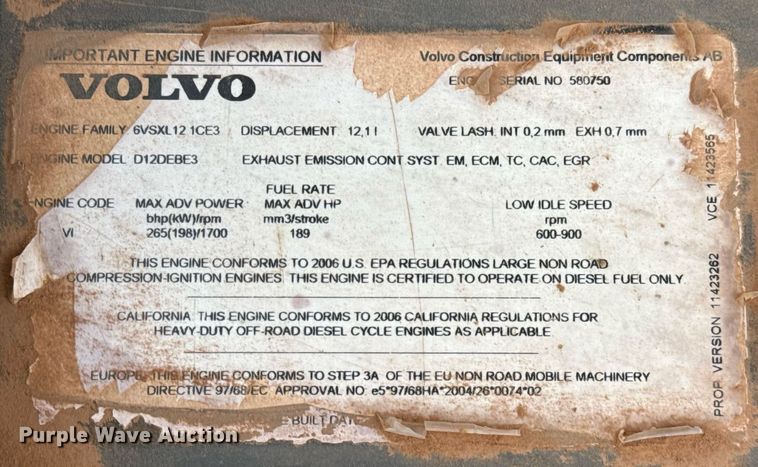 IMPORTANT ENGINE INFORMATION
Volvo Construction Equipment Components AB
VOLVO
SERIAL NO 580750
ENGINE FAMILY 6VSXL12.1CE3 DISPLACEMENT 12,1 l VALVE LASH INT 0,2 mm EXH 0,7 mm
ENGINE MODEL D12DEBE3 EXHAUST EMISSION CONT SYST. EM, ECM, TC, CAC, EGR
FUEL RATE
ENGINE CODE MAX ADV POWER MAX ADV HP LOW IDLE SPEED
bhp(kW)/rpm mm3/stroke rpm
VI 265(198)/1700 189 600-900
THIS ENGINE CONFORMS TO 2006 U.S. EPA REGULATIONS LARGE NON ROAD
COMPRESSION-IGNITION ENGINES. THIS ENGINE IS CERTIFIED TO OPERATE ON DIESEL FUEL ONLY
CALIFORNIA. THIS ENGINE CONFORMS TO 2006 CALIFORNIA REGULATIONS FOR
HEAVY-DUTY OFF-ROAD DIESEL CYCLE ENGINES AS APPLICABLE
EUROPE, THIS ENGINE CONFORMS TO STEP 3A OF THE EU NON ROAD MOBILE MACHINERY
DIRECTIVE 97/68/EC APPROVAL NO: e5*97/68HA*2004/26*0074*02
BUILT
PROP VERSION 11423262 VCE 11423565
Purple Wave Auction